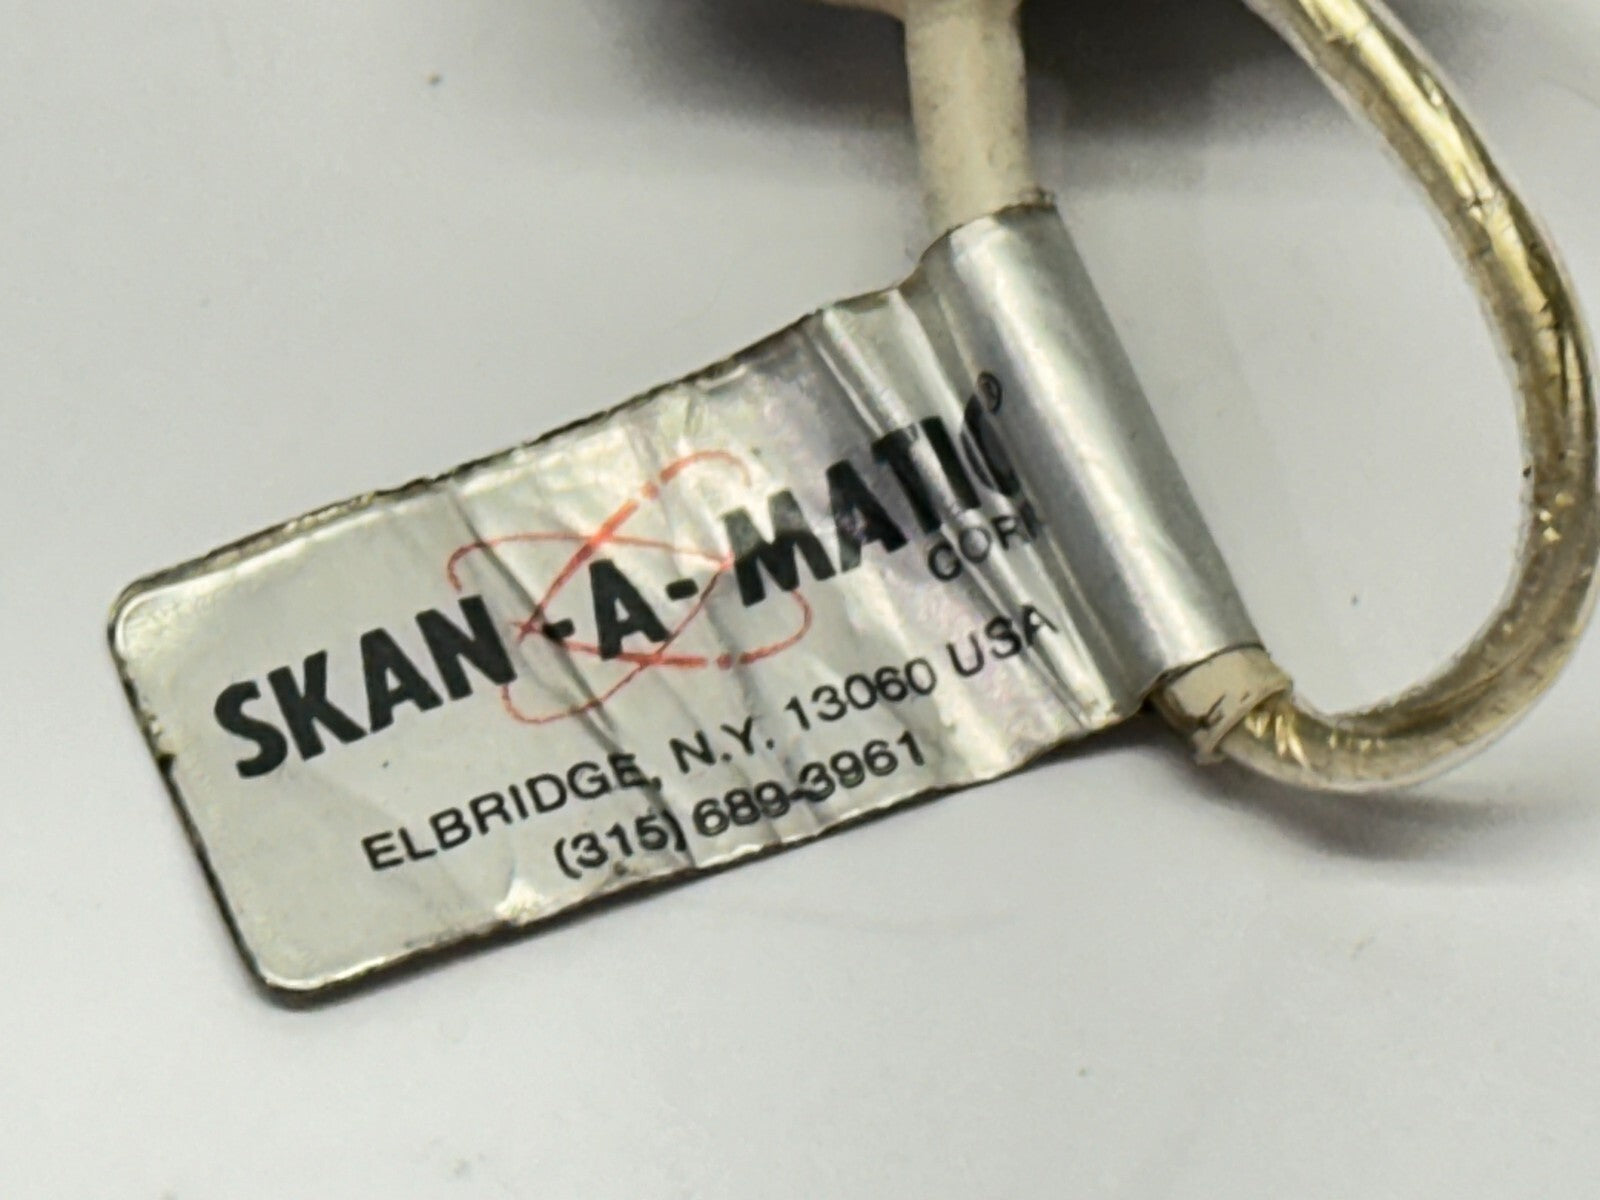 SKAN-A-MATIC®
CORP
ELBRIDGE, N.Y. 13060 USA
(315) 689-3961